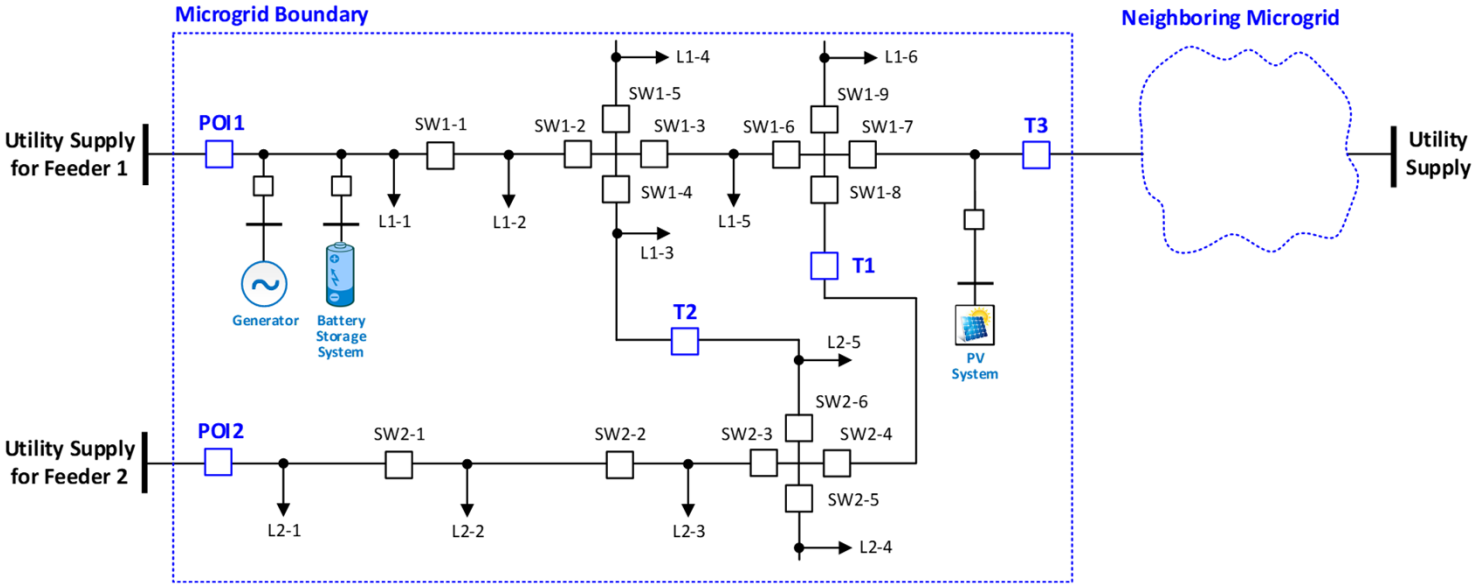 Microgrid Boundary
Neighboring Microgrid
L1-4
L1-6
SW1-5
SW1-9
POI1
SW1-1
SW1-2
SW1-3
SW1-6
SW1-7
T3
Utility Supply
for Feeder 1
Utility
Supply
SW1-4
SW1-8
L1-1
L1-2
L1-5
L1-3
T1
Generator
Battery
Storage
System
T2
L2-5
PV
System
SW2-6
POI2
SW2-1
SW2-2
SW2-3
SW2-4
Utility Supply
for Feeder 2
SW2-5
L2-1
L2-2
L2-3
L2-4